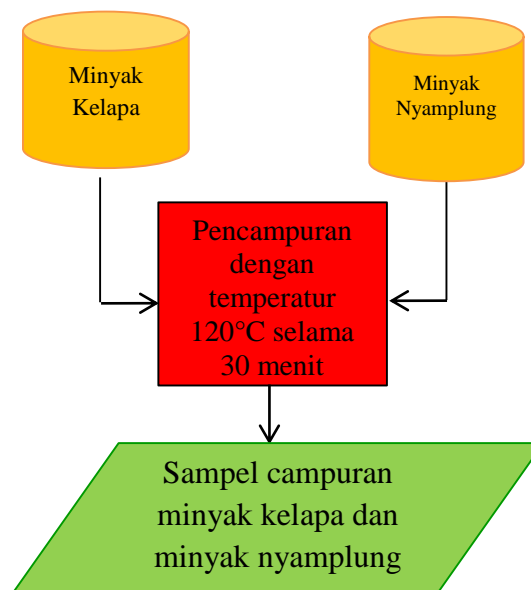 Minyak
Kelapa
Minyak
Nyamplung
Pencampuran
dengan
temperatur
120°C selama
30 menit
Sampel campuran
minyak kelapa dan
minyak nyamplung